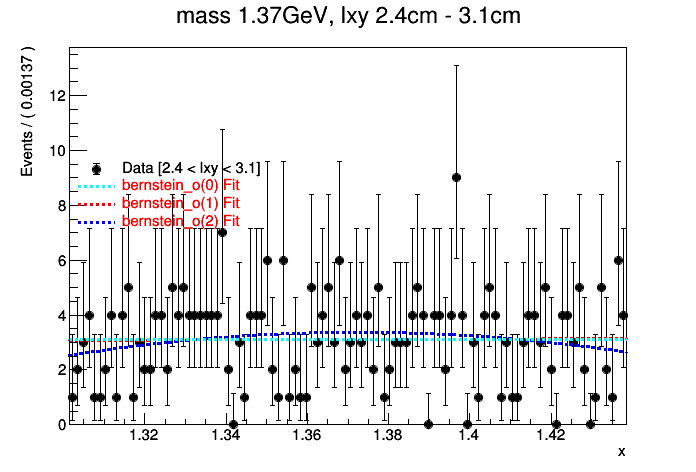 mass 1.37GeV, lxy 2.4cm - 3.1cm
Events / ( 0.00137 )
12
10
8
6
4
2
0
Data [2.4 < lxy < 3.1]
bernstein_o(0) Fit
bernstein_o(1) Fit
bernstein_o(2) Fit
1.32 1.34 1.36 1.38 1.4 1.42
x